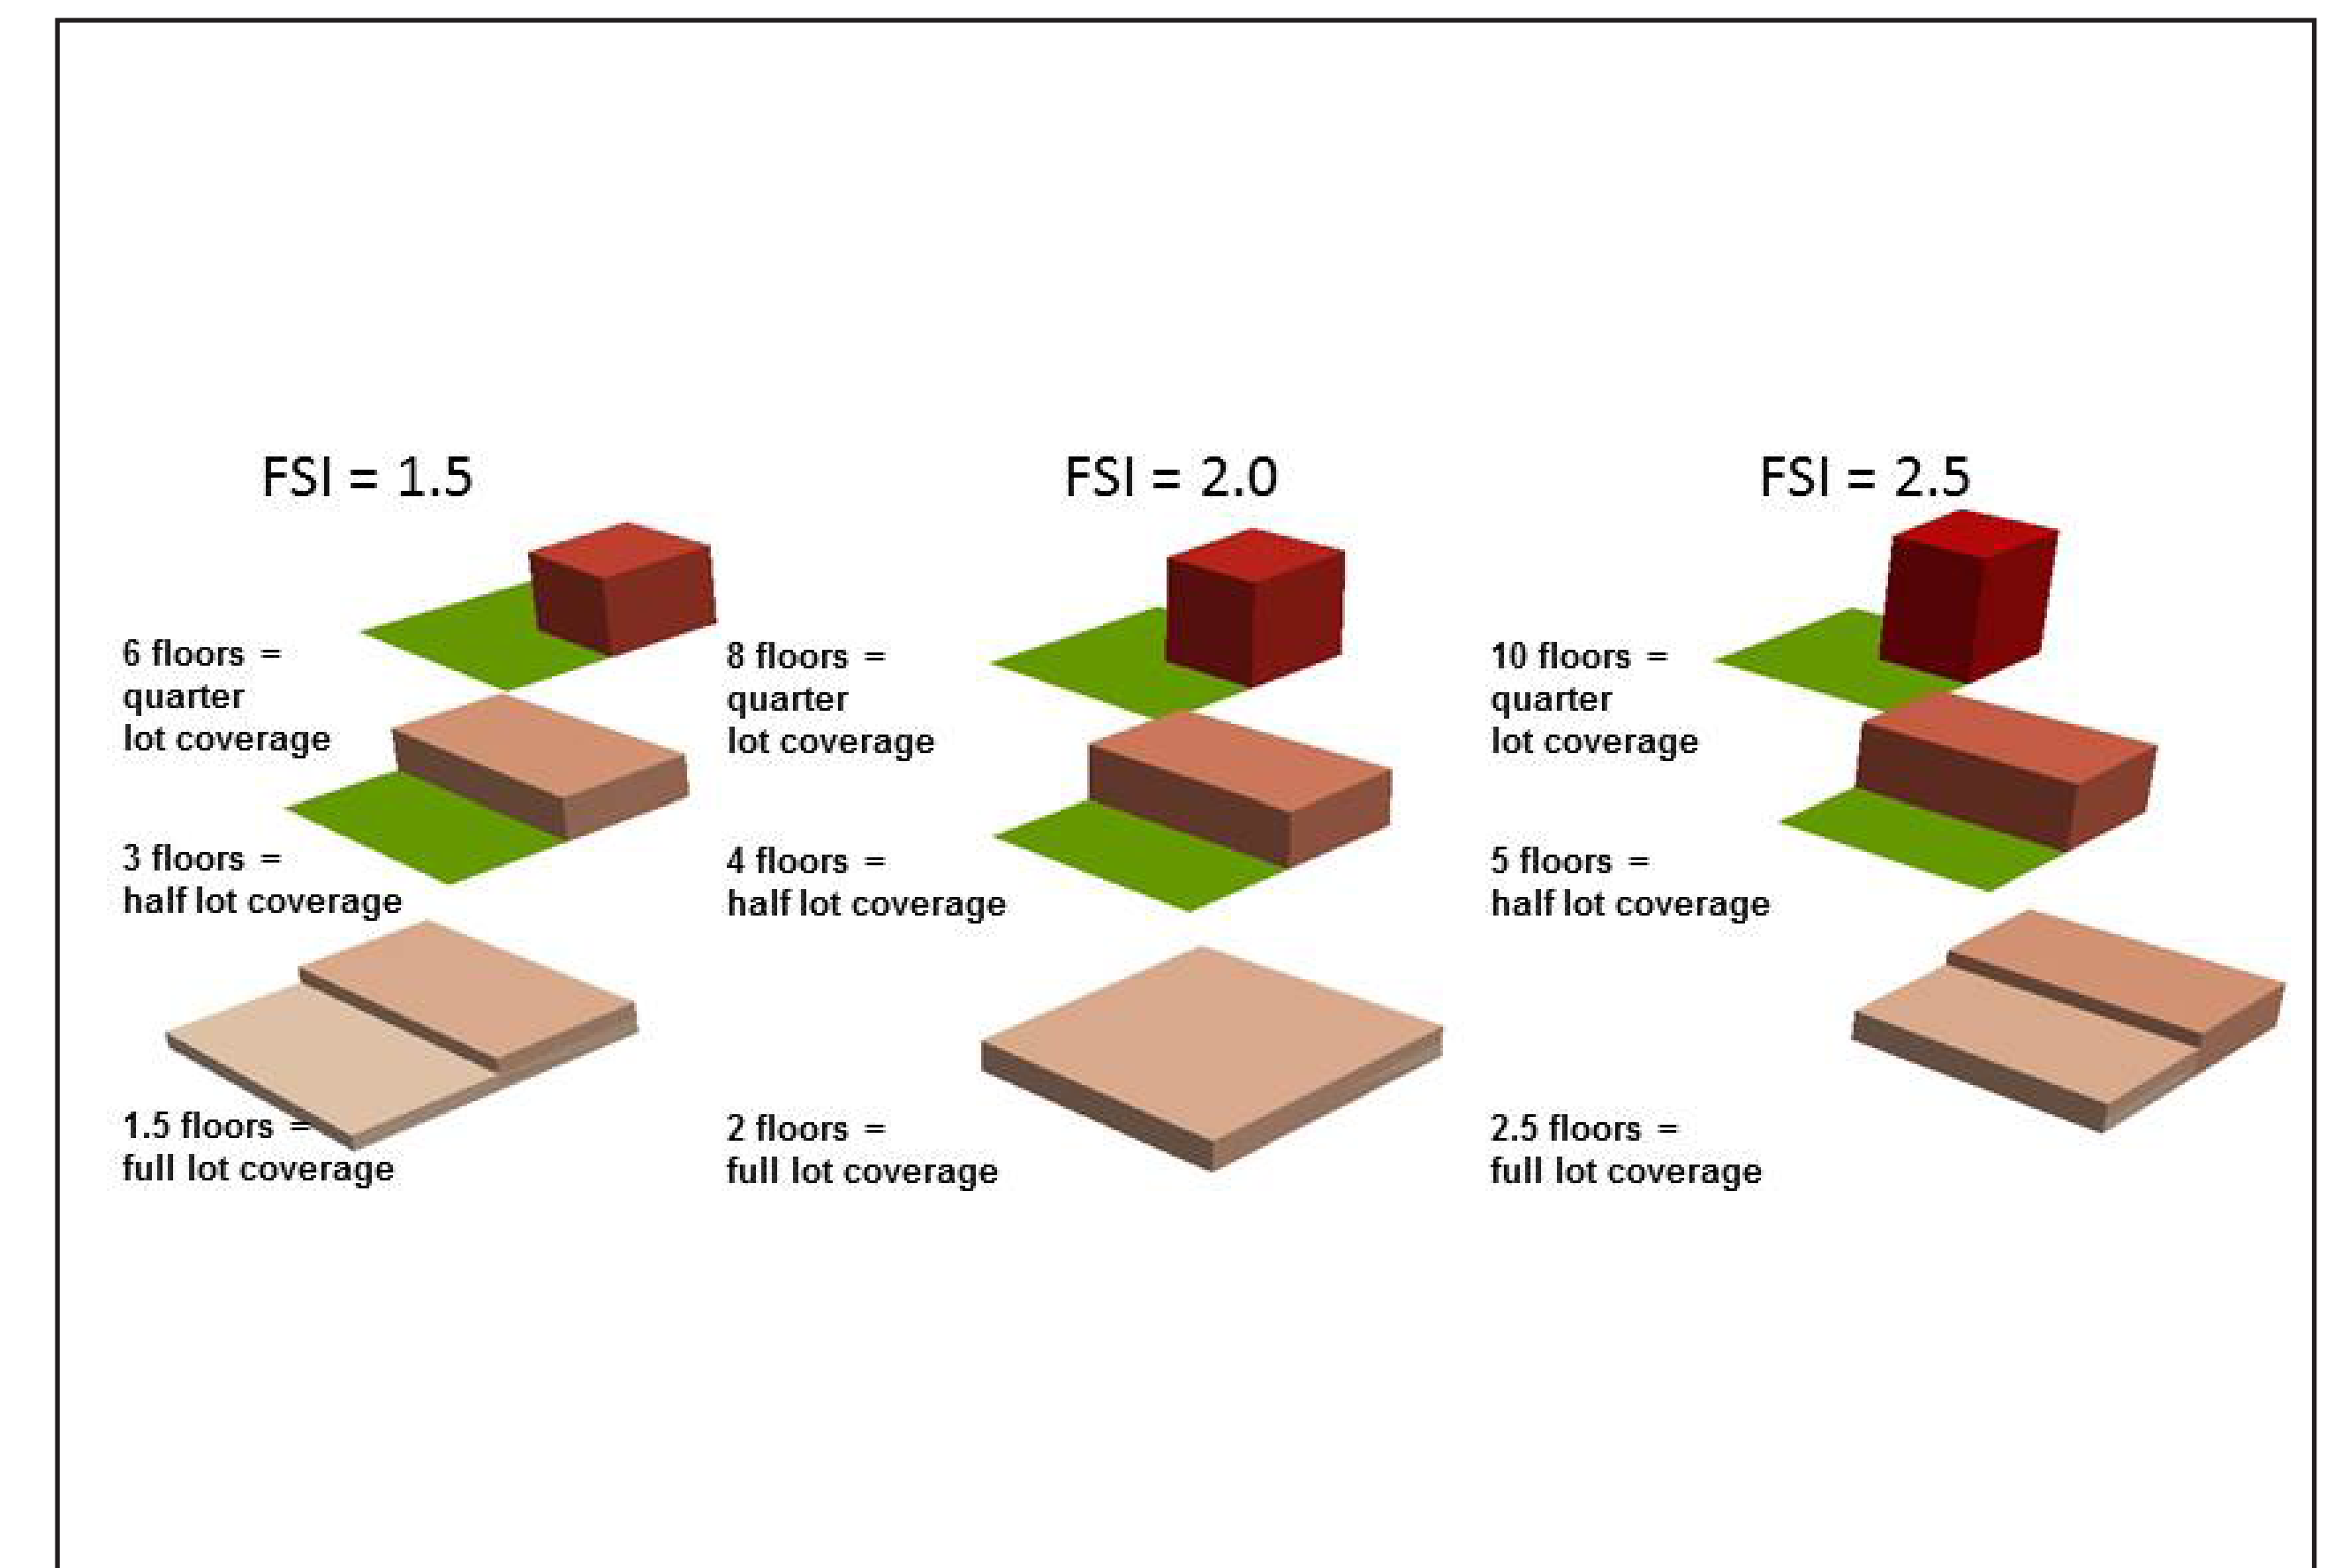 FSI = 1.5
6 floors =
quarter
lot coverage
3 floors =
half lot coverage
1.5 floors =
full lot coverage
FSI = 2.0
8 floors =
quarter
lot coverage
4 floors =
half lot coverage
2 floors =
full lot coverage
FSI = 2.5
10 floors =
quarter
lot coverage
5 floors =
half lot coverage
2.5 floors =
full lot coverage